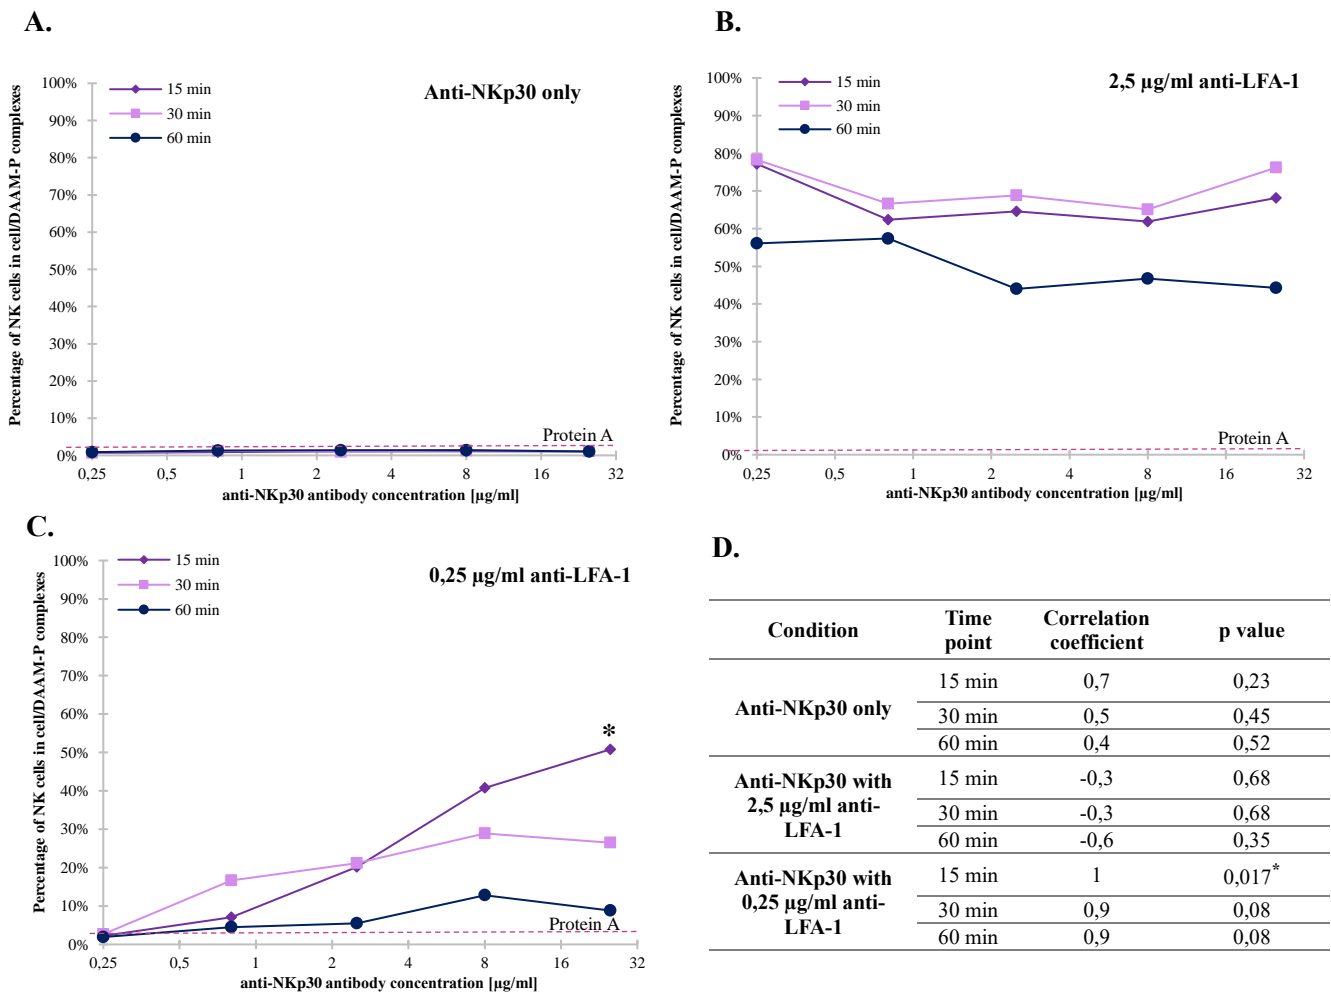 A.
Percentage of NK cells in cell/DAAM-P complexes
100%
90%
80%
70%
60%
50%
40%
30%
20%
10%
0%
15 min
30 min
60 min
Anti-NKp30 only
Protein A
0,25 0,5 1 2 4 8 16 32
anti-NKp30 antibody concentration [µg/ml]
B.
Percentage of NK cells in cell/DAAM-P complexes
100%
90%
80%
70%
60%
50%
40%
30%
20%
10%
0%
15 min
30 min
60 min
2,5 µg/ml anti-LFA-1
Protein A
0,25 0,5 1 2 4 8 16 32
anti-NKp30 antibody concentration [µg/ml]
C.
Percentage of NK cells in cell/DAAM-P complexes
100%
90%
80%
70%
60%
50%
40%
30%
20%
10%
0%
15 min
30 min
60 min
0,25 µg/ml anti-LFA-1
*
Protein A
0,25 0,5 1 2 4 8 16 32
anti-NKp30 antibody concentration [µg/ml]
D.
Condition
Time
point
Correlation
coefficient
p value
Anti-NKp30 only
15 min 0,7 0,23
30 min 0,5 0,45
60 min 0,4 0,52
Anti-NKp30 with
2,5 µg/ml anti-
LFA-1
15 min -0,3 0,68
30 min -0,3 0,68
60 min -0,6 0,35
Anti-NKp30 with
0,25 µg/ml anti-
LFA-1
15 min 1 0,017*
30 min 0,9 0,08
60 min 0,9 0,08